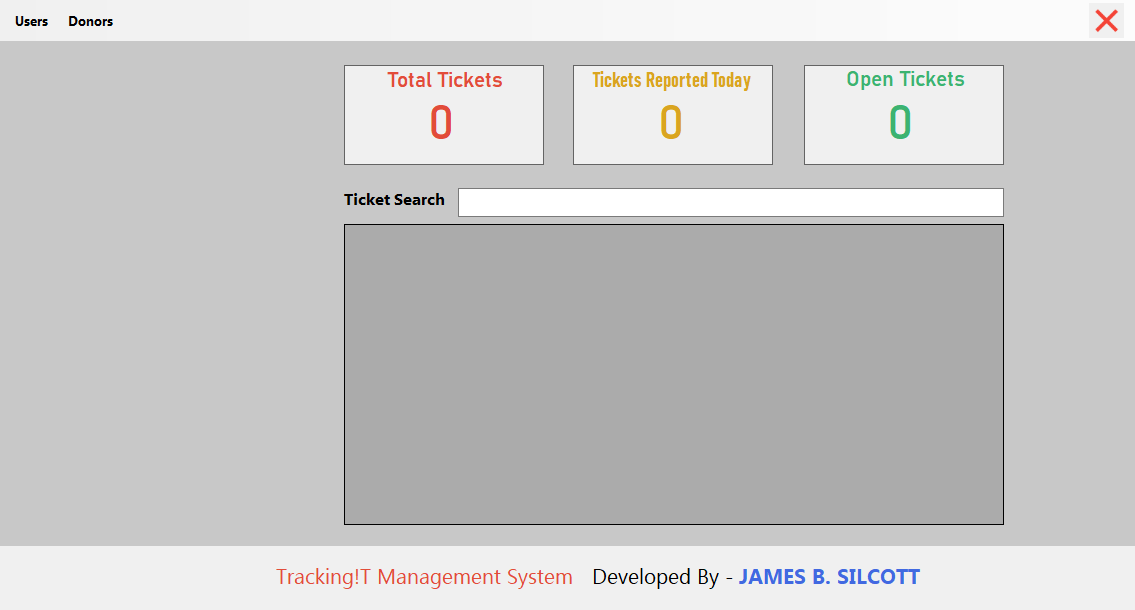 Users Donors
Total Tickets
0
Tickets Reported Today
0
Open Tickets
0
Ticket Search
Tracking!T Management System Developed By - JAMES B. SILCOTT